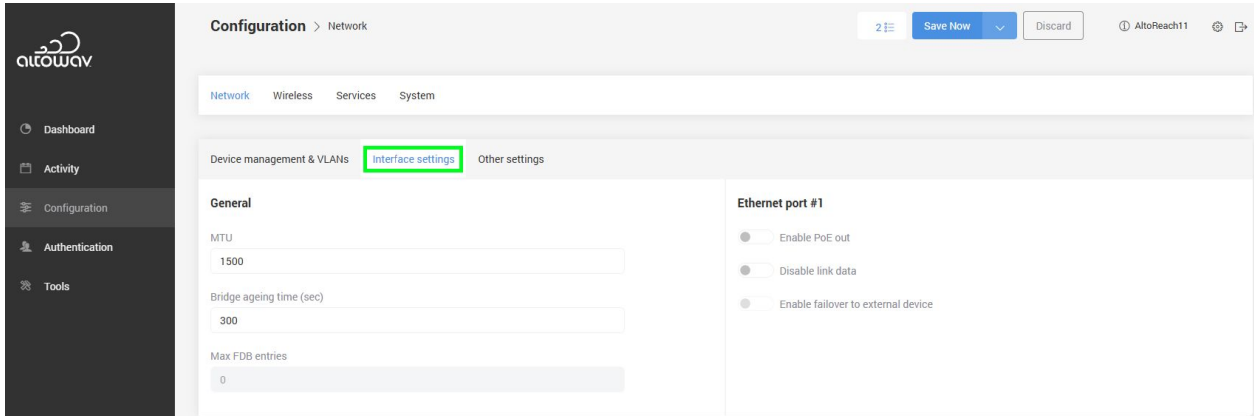 altowav
Configuration > Network
2
Save Now
Discard
AltoReach11
Network Wireless Services System
Dashboard
Activity
Configuration
Authentication
Tools
Device management & VLANs Interface settings Other settings
General
MTU
1500
Bridge ageing time (sec)
300
Max FDB entries
0
Ethernet port #1
Enable PoE out
Disable link data
Enable failover to external device